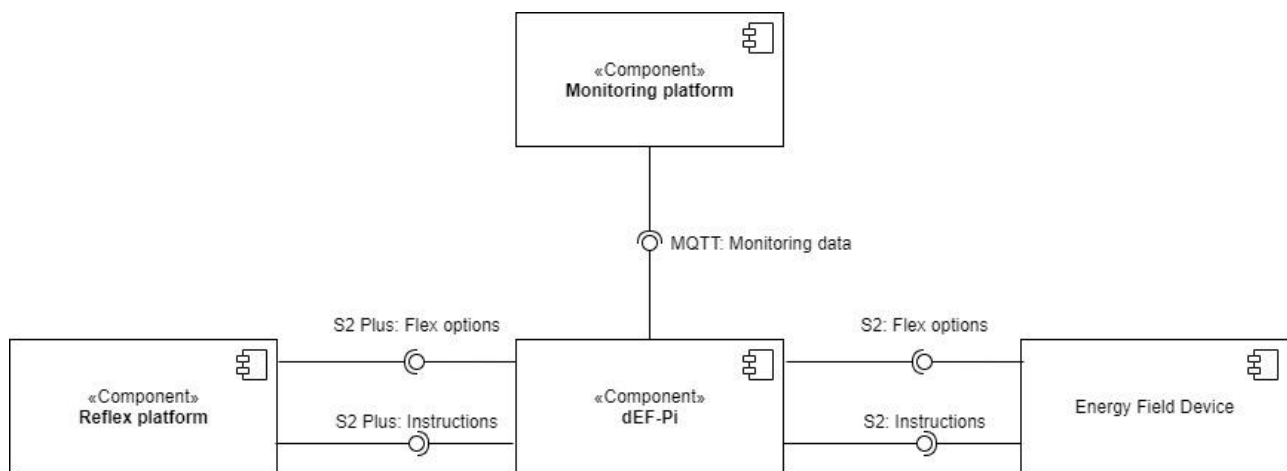 «Component»
Monitoring platform
MQTT: Monitoring data
S2 Plus: Flex options
S2: Flex options
«Component»
Reflex platform
S2 Plus: Instructions
«Component»
dEF-Pi
S2: Instructions
Energy Field Device